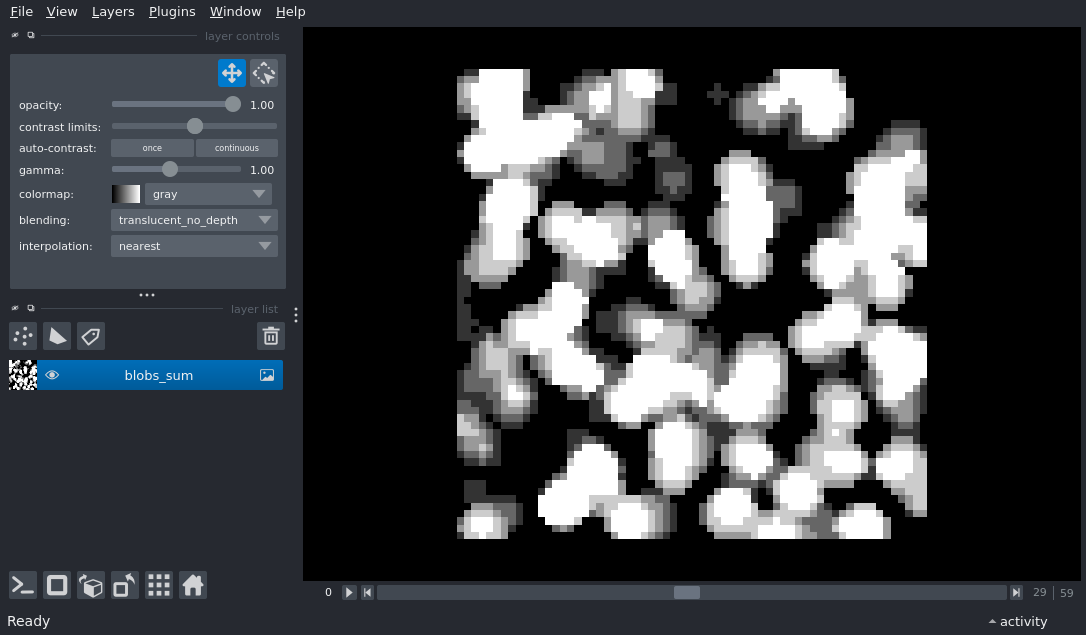 File View Layers Plugins Window Help
layer controls
opacity: 1.00
contrast limits:
auto-contrast: once continuous
gamma: 1.00
colormap: gray
blending: translucent_no_depth
interpolation: nearest
layer list
blobs_sum
0 29 59
Ready activity